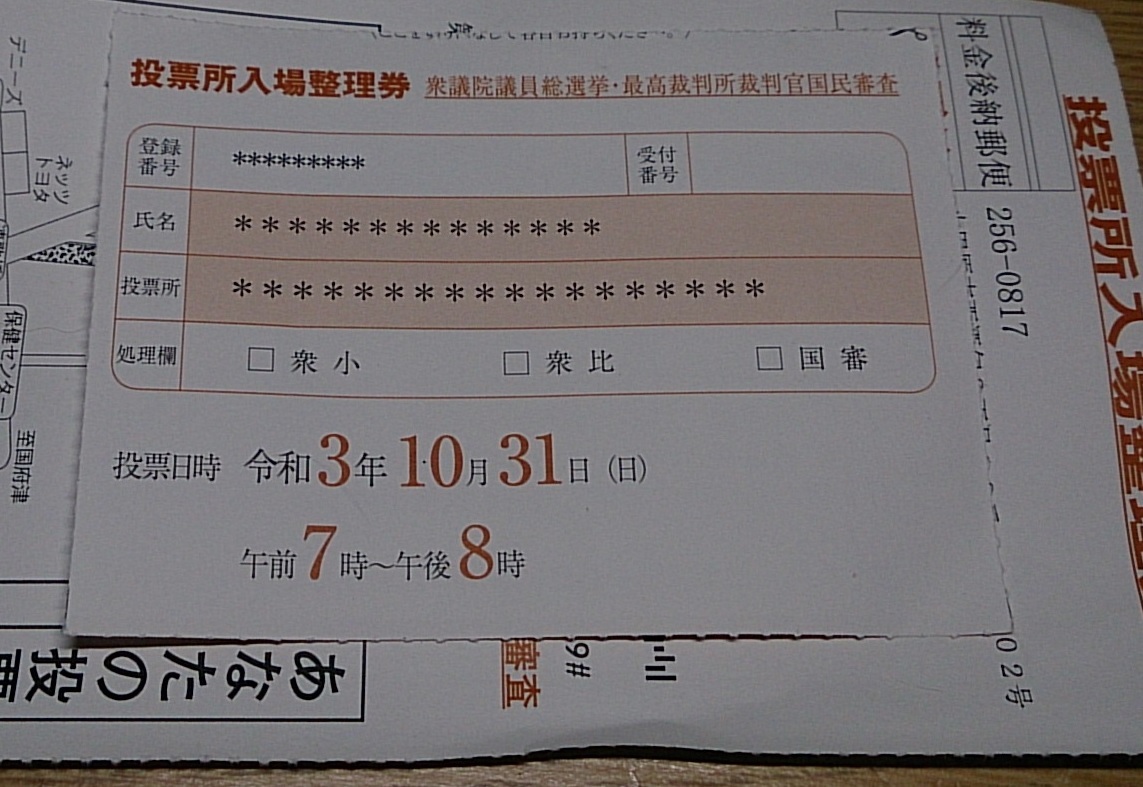 投票所入場整理券 衆議院議員総選挙・最高裁判所裁判官国民審査
登録番号 *********
受付番号
氏名 **************
投票所 ******************
処理欄 □ 衆小 □ 衆比 □ 国審
投票日時 令和3年10月31日（日）
午前7時～午後8時
料金後納郵便
256-0817
投票所入場整理
02号
デニーズ
ネッツトヨタ
保健センター
至国府津
あなたの投票
審査
9#
川